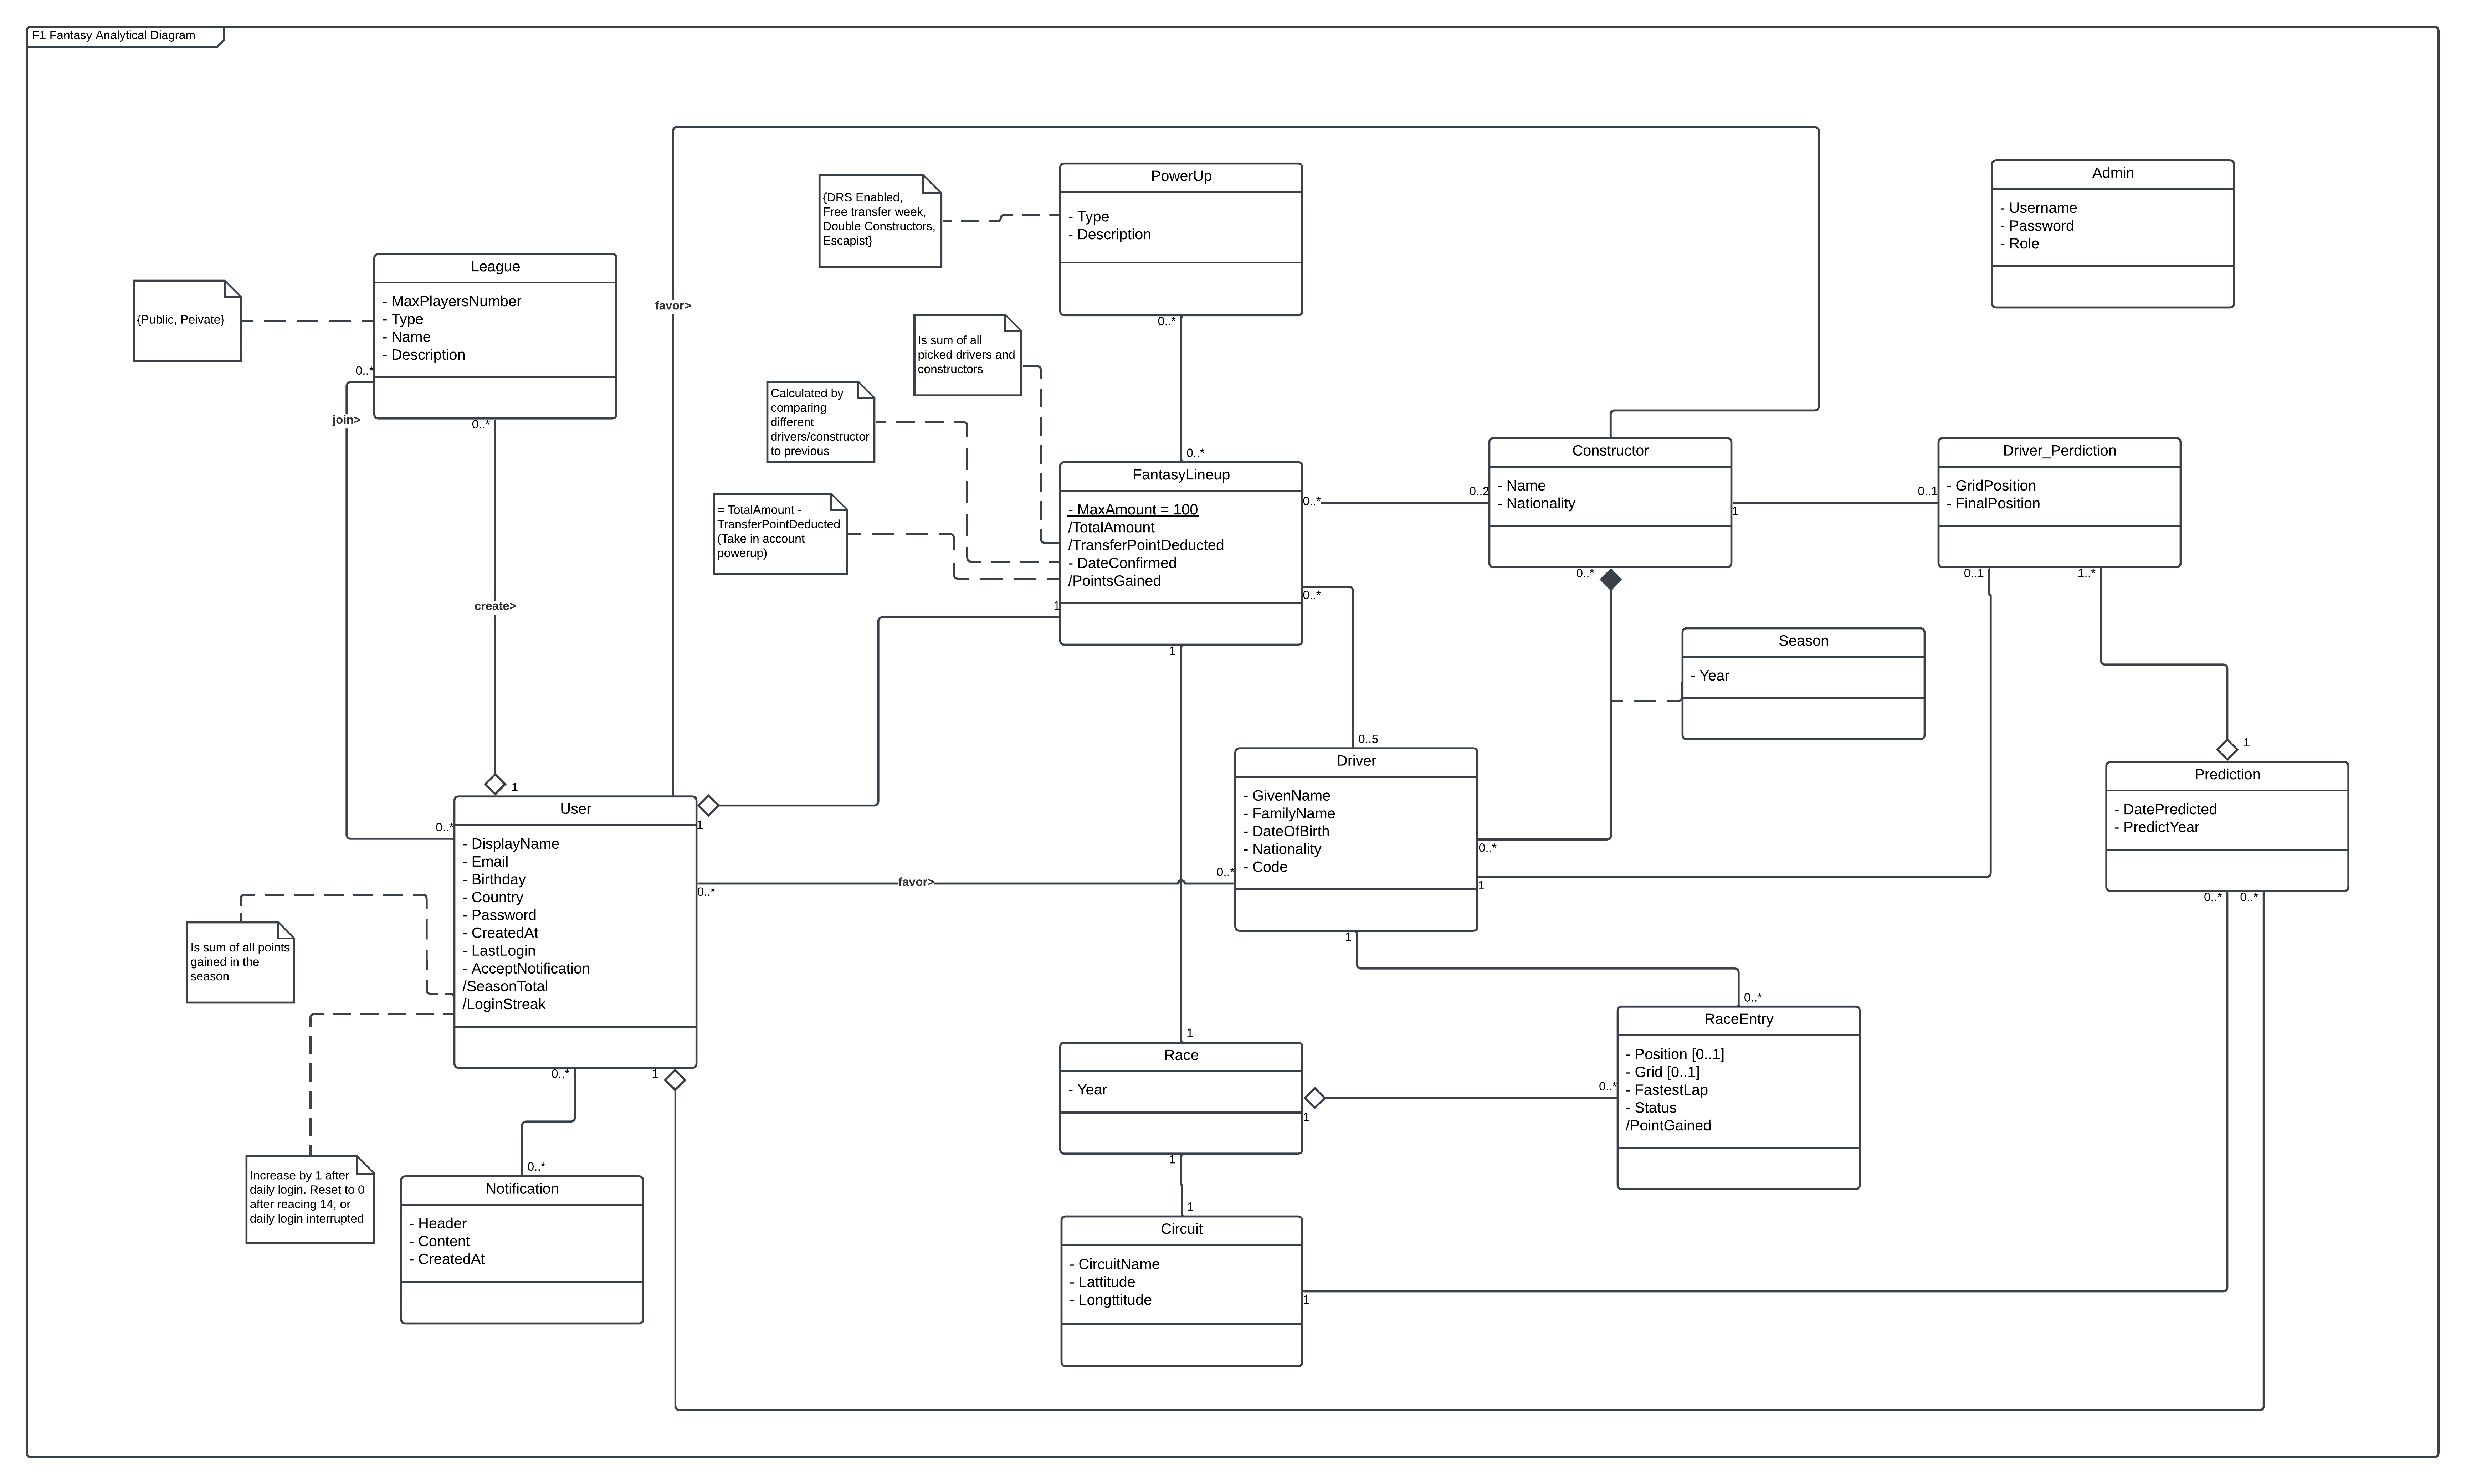 F1 Fantasy Analytical Diagram
PowerUp
- Type
- Description
{DRS Enabled,
Free transfer week,
Double Constructors,
Escapist}
Admin
- Username
- Password
- Role
League
- MaxPlayersNumber
- Type
- Name
- Description
{Public, Peivate}
favor>
0..*
0..*
join>
0..*
0..*
Is sum of all
picked drivers and
constructors
Calculated by
comparing
different
drivers/constructor
to previous
= TotalAmount -
TransferPointDeducted
(Take in account
powerup)
FantasyLineup
- MaxAmount = 100
/TotalAmount
/TransferPointDeducted
- DateConfirmed
/PointsGained
0..*
0..2
Constructor
- Name
- Nationality
1
0..1
Driver_Perdiction
- GridPosition
- FinalPosition
0..*
0..1
1..*
0..*
1
create>
1
Season
- Year
0..5
1
1
Driver
- GivenName
- FamilyName
- DateOfBirth
- Nationality
- Code
0..*
1
Prediction
- DatePredicted
- PredictYear
0..*
0..*
User
- DisplayName
- Email
- Birthday
- Country
- Password
- CreatedAt
- LastLogin
- AcceptNotification
/SeasonTotal
/LoginStreak
0..*
1
0..*
favor>
0..*
Is sum of all points
gained in the
season
1
0..*
RaceEntry
- Position [0..1]
- Grid [0..1]
- FastestLap
- Status
/PointGained
1
Race
- Year
1
0..*
0..*
1
Increase by 1 after
daily login. Reset to 0
after reacing 14, or
daily login interrupted
0..*
Notification
- Header
- Content
- CreatedAt
1
1
Circuit
- CircuitName
- Lattitude
- Longttitude
1